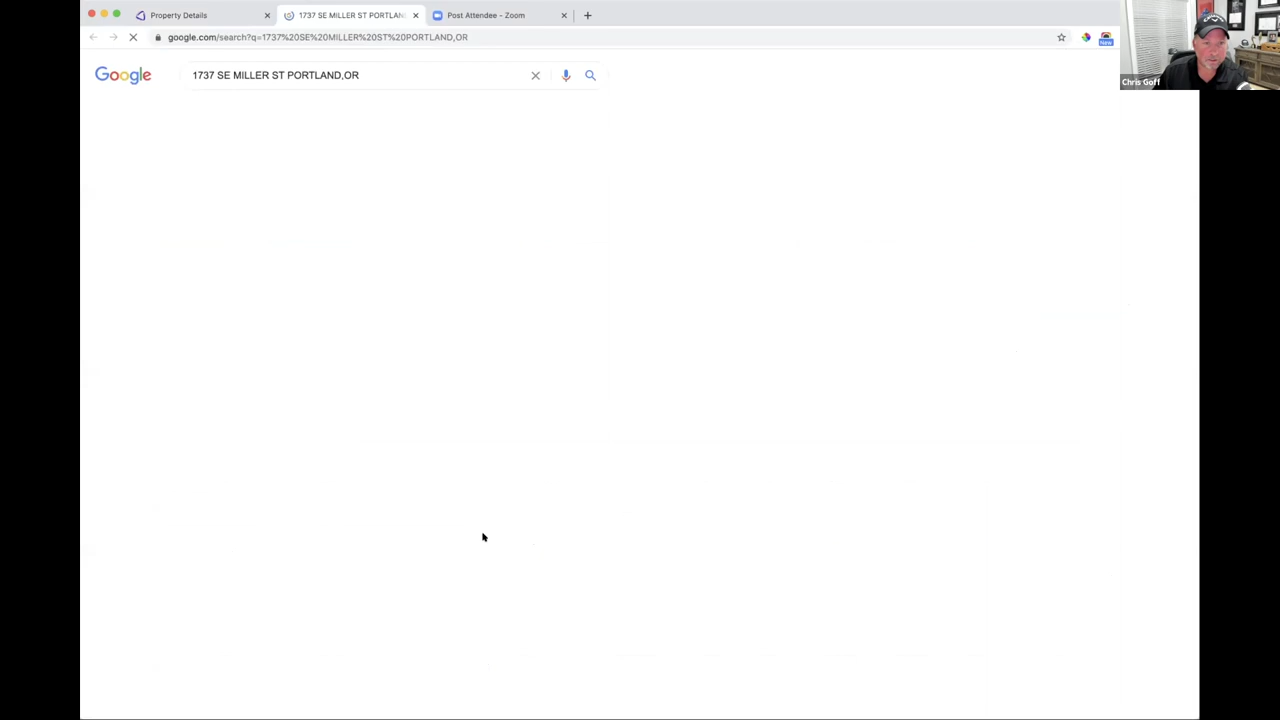 Property Details
1737 SE MILLER ST PORTLAN
Post Attendee - Zoom
google.com/search?q=1737%20SE%20MILLER%20ST%20PORTLAND,OR
New
Google
1737 SE MILLER ST PORTLAND,OR
Chris Goff